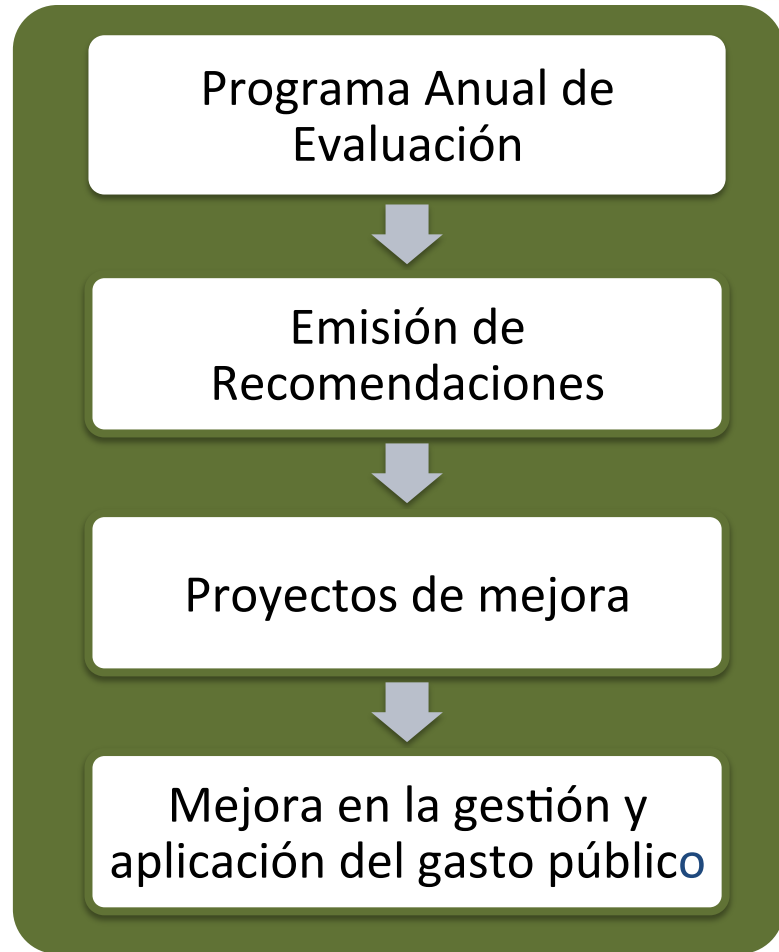 Programa Anual de
Evaluación
Emisión de
Recomendaciones
Proyectos de mejora
Mejora en la gestión y
aplicación del gasto público